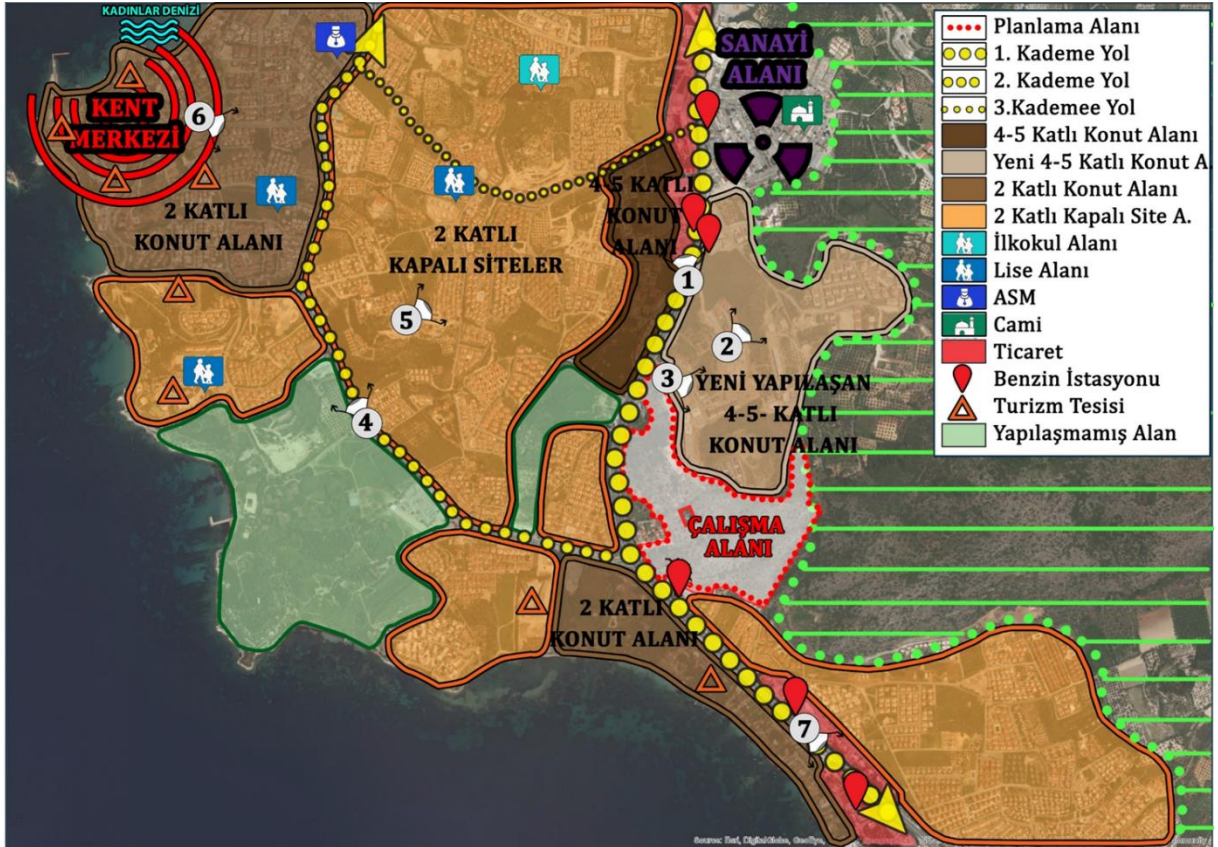 KADINLAR DENİZİ
KENT
MERKEZİ
6
2 KATLI
KONUT ALANI
SANAYİ
ALANI
4-5 KATLI
KONUT
ALANI
2 KATLI
KAPALI SİTELER
1
5
2
3
YENİ YAPILAŞAN
4-5- KATLI
KONUT ALANI
4
ÇALIŞMA
ALANI
2 KATLI
KONUT ALANI
7
Planlama Alanı
1. Kademe Yol
2. Kademe Yol
3.Kademee Yol
4-5 Katlı Konut Alanı
Yeni 4-5 Katlı Konut A.
2 Katlı Konut Alanı
2 Katlı Kapalı Site A.
İlkokul Alanı
Lise Alanı
ASM
Cami
Ticaret
Benzin İstasyonu
Turizm Tesisi
Yapılaşmamış Alan
Source: Esri, DigitalGlobe, GeoEye,